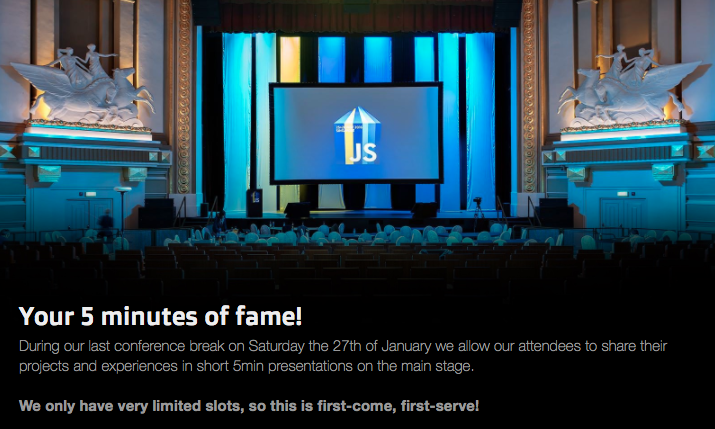 JS
Your 5 minutes of fame!
During our last conference break on Saturday the 27th of January we allow our attendees to share their
projects and experiences in short 5min presentations on the main stage.
We only have very limited slots, so this is first-come, first-serve!